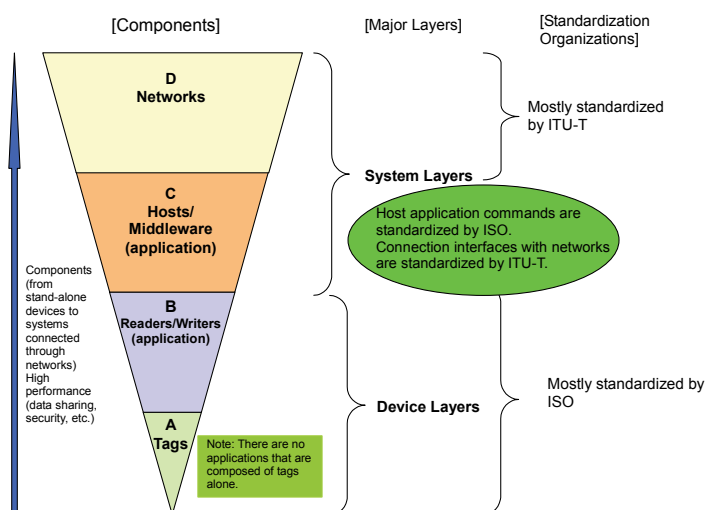 [Components]
[Major Layers]
[Standardization
Organizations]
D
Networks
Mostly standardized
by ITU-T
System Layers
C
Hosts/
Middleware
(application)
Host application commands are
standardized by ISO.
Connection interfaces with networks
are standardized by ITU-T.
Components
(from
stand-alone
devices to
systems
connected
through
networks)
High
performance
(data sharing,
security, etc.)
B
Readers/Writers
(application)
Mostly standardized by
ISO
Device Layers
A
Tags
Note: There are no
applications that are
composed of tags
alone.